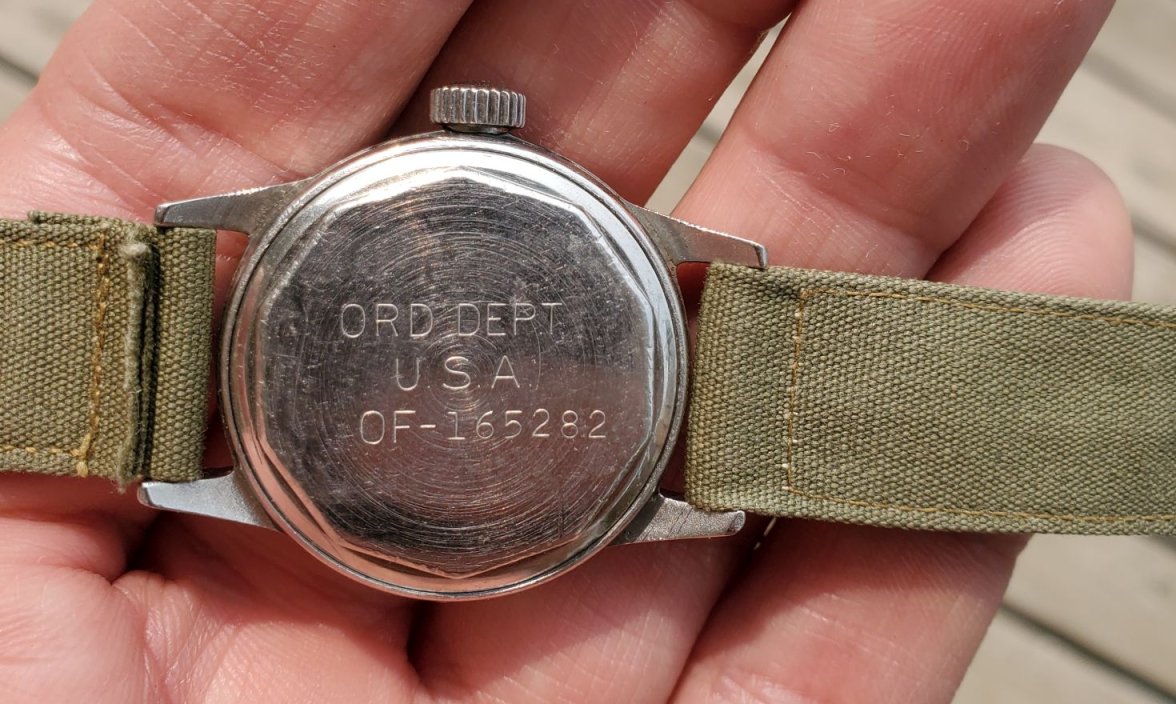 ORD DEPT
U.S.A.
OF-165282